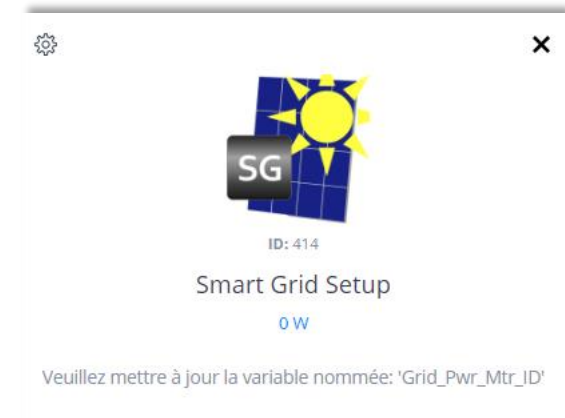 SG
ID: 414
Smart Grid Setup
0 W
Veuillez mettre à jour la variable nommée: 'Grid_Pwr_Mtr_ID'